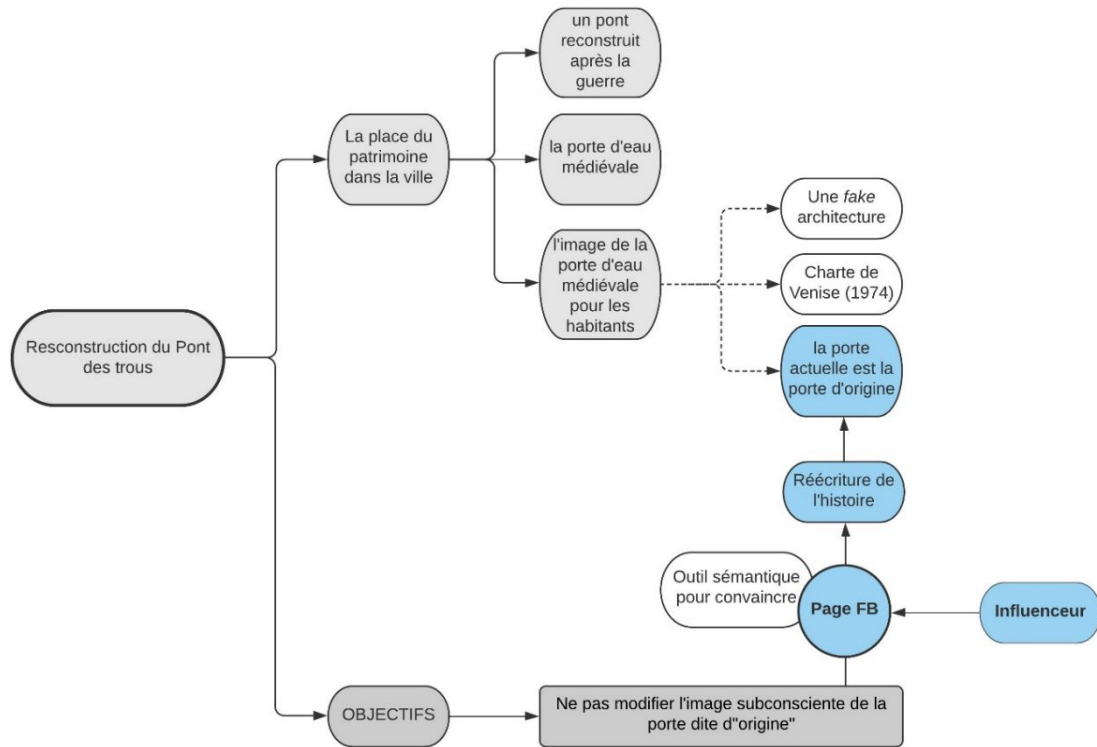 un pont
reconstruit
après la
guerre
La place du
patrimoine
dans la ville
la porte d'eau
médiévale
l'image de la
porte d'eau
médiévale
pour les
habitants
Une fake
architecture
Charte de
Venise (1974)
la porte
actuelle est la
porte d'origine
Resconstruction du Pont
des trous
Réécriture de
l'histoire
Outil sémantique
pour convaincre
Page FB
Influenceur
OBJECTIFS
Ne pas modifier l'image subconsciente de la
porte dite d"origine"